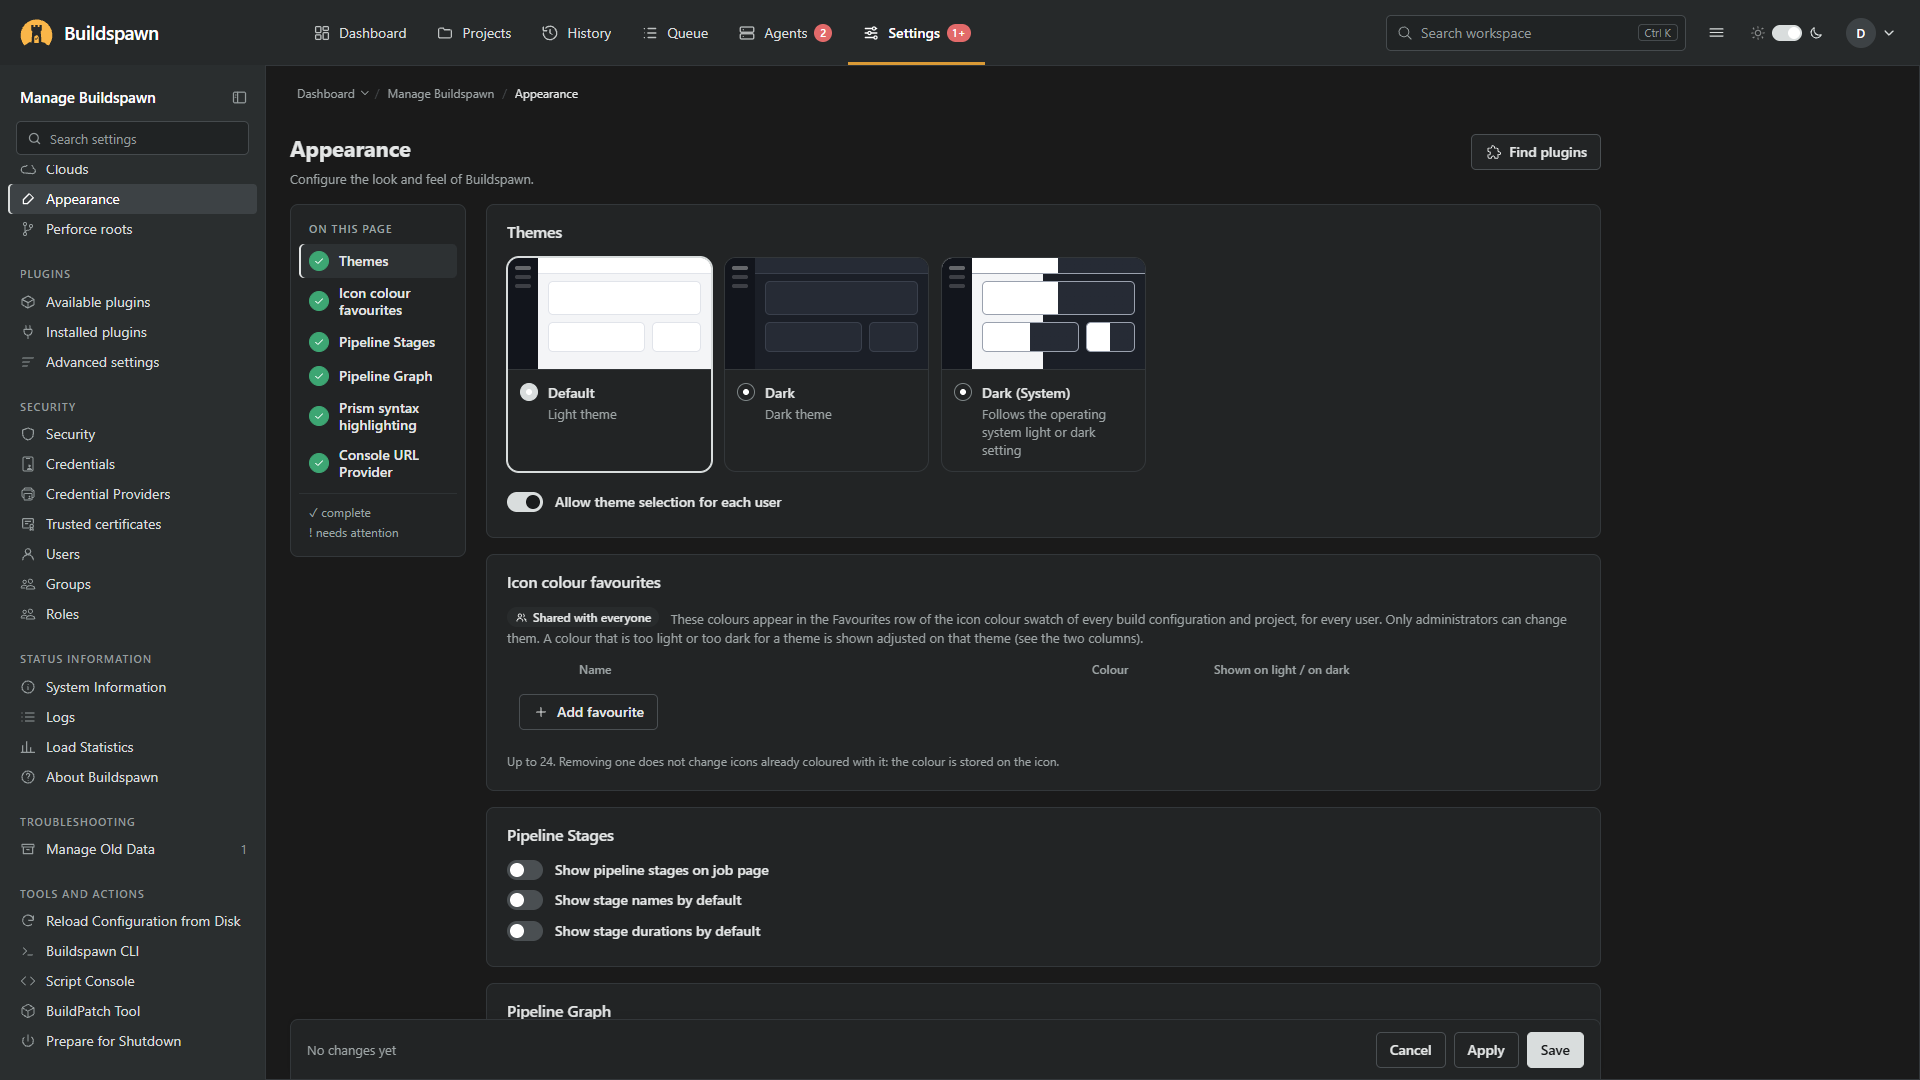 Buildspawn
Dashboard
Projects
History
Queue
Agents 2
Settings 1+
Search workspace Ctrl K
D
Manage Buildspawn
Search settings
Clouds
Appearance
Perforce roots
PLUGINS
Available plugins
Installed plugins
Advanced settings
SECURITY
Security
Credentials
Credential Providers
Trusted certificates
Users
Groups
Roles
STATUS INFORMATION
System Information
Logs
Load Statistics
About Buildspawn
TROUBLESHOOTING
Manage Old Data 1
TOOLS AND ACTIONS
Reload Configuration from Disk
Buildspawn CLI
Script Console
BuildPatch Tool
Prepare for Shutdown
Dashboard / Manage Buildspawn / Appearance
Appearance
Configure the look and feel of Buildspawn.
Find plugins
ON THIS PAGE
Themes
Icon colour
favourites
Pipeline Stages
Pipeline Graph
Prism syntax
highlighting
Console URL
Provider
✓ complete
! needs attention
Themes
Default
Light theme
Dark
Dark theme
Dark (System)
Follows the operating
system light or dark
setting
Allow theme selection for each user
Icon colour favourites
Shared with everyone These colours appear in the Favourites row of the icon colour swatch of every build configuration and project, for every user. Only administrators can change
them. A colour that is too light or too dark for a theme is shown adjusted on that theme (see the two columns).
Name Colour Shown on light / on dark
Add favourite
Up to 24. Removing one does not change icons already coloured with it: the colour is stored on the icon.
Pipeline Stages
Show pipeline stages on job page
Show stage names by default
Show stage durations by default
Pipeline Graph
No changes yet
Cancel
Apply
Save